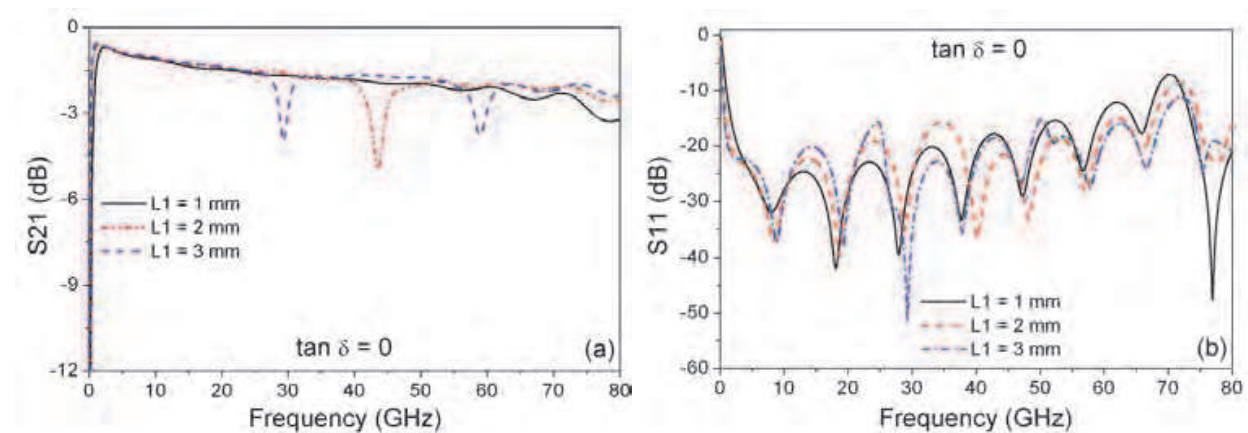 0
-3
-6
-9
-12
S21 (dB)
L1 = 1 mm
L1 = 2 mm
L1 = 3 mm
tan δ = 0
(a)
0 10 20 30 40 50 60 70 80
Frequency (GHz)
0
-10
-20
-30
-40
-50
-60
S11 (dB)
tan δ = 0
L1 = 1 mm
L1 = 2 mm
L1 = 3 mm
(b)
0 10 20 30 40 50 60 70 80
Frequency (GHz)